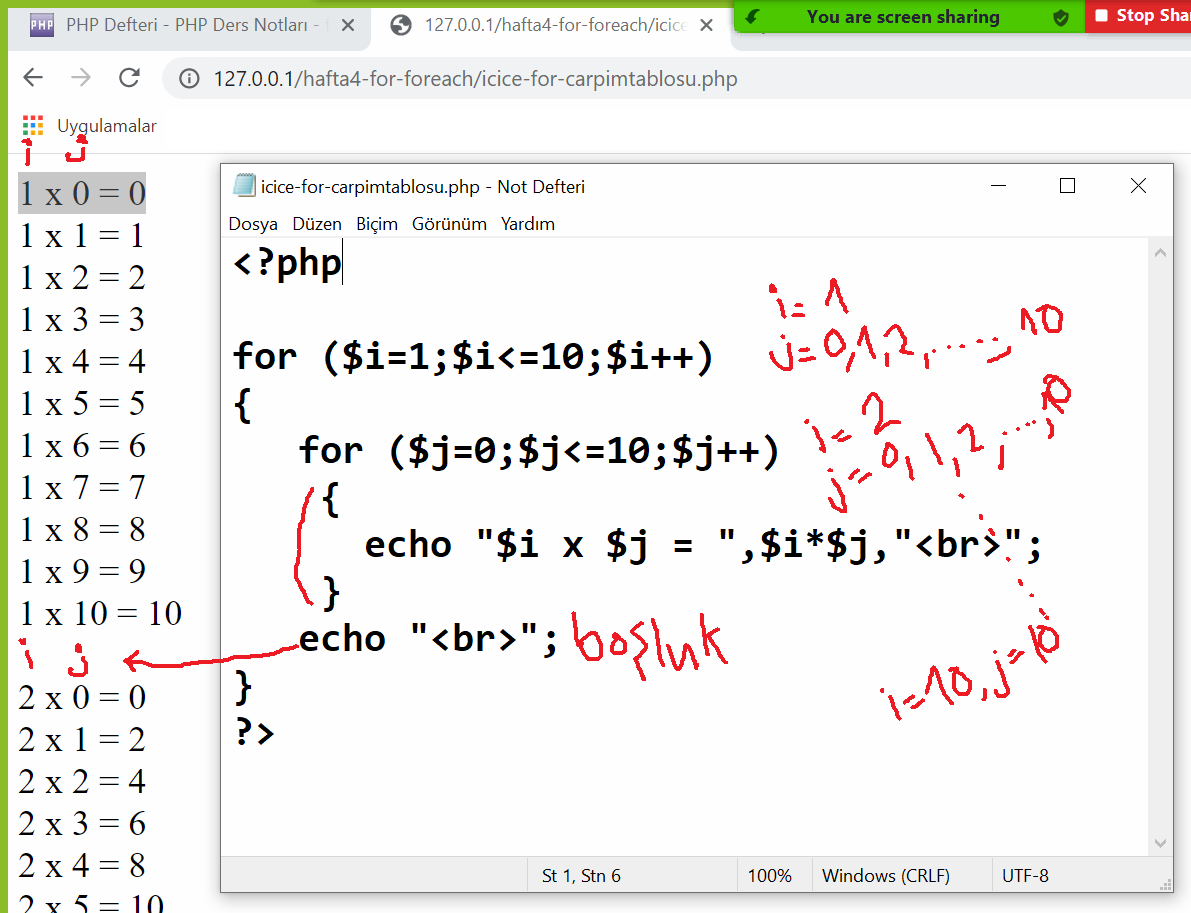 PHP Defteri - PHP Ders Notları -
127.0.0.1/hafta4-for-foreach/icice
You are screen sharing
Stop Shar
127.0.0.1/hafta4-for-foreach/icice-for-carpimtablosu.php
Uygulamalar
i j
1 x 0 = 0
1 x 1 = 1
1 x 2 = 2
1 x 3 = 3
1 x 4 = 4
1 x 5 = 5
1 x 6 = 6
1 x 7 = 7
1 x 8 = 8
1 x 9 = 9
1 x 10 = 10
i j
2 x 0 = 0
2 x 1 = 2
2 x 2 = 4
2 x 3 = 6
2 x 4 = 8
2 x 5 = 10
icice-for-carpimtablosu.php - Not Defteri
Dosya Düzen Biçim Görünüm Yardım
<?php
for ($i=1;$i<=10;$i++)
{
for ($j=0;$j<=10;$j++)
{
echo "$i x $j = ",$i*$j,"<br>";
}
echo "<br>"; boşluk
}
?>
i= 1
j=0,1,2,.....,10
i= 2
j=0,1,2,...,10
i=10,j=10
St 1, Stn 6
100%
Windows (CRLF)
UTF-8